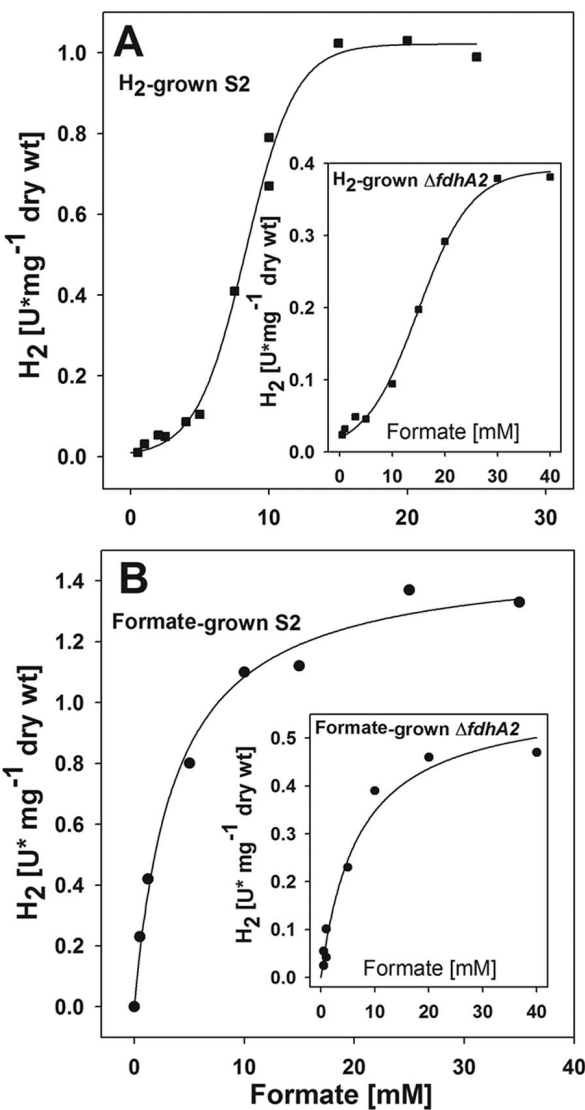 A
H2-grown S2
H2 [U*mg-1 dry wt]
1.0
0.8
0.6
0.4
0.2
0.0
0 10 20 30
H2-grown ΔfdhA2
H2 [U*mg-1 dry wt]
0.4
0.3
0.2
0.1
0.0
Formate [mM]
0 10 20 30 40
B
Formate-grown S2
H2 [U* mg-1 dry wt]
1.4
1.2
1.0
0.8
0.6
0.4
0.2
0.0
Formate-grown ΔfdhA2
H2 [U* mg-1 dry wt]
0.5
0.4
0.3
0.2
0.1
0.0
Formate [mM]
0 10 20 30 40
0 10 20 30 40
Formate [mM]